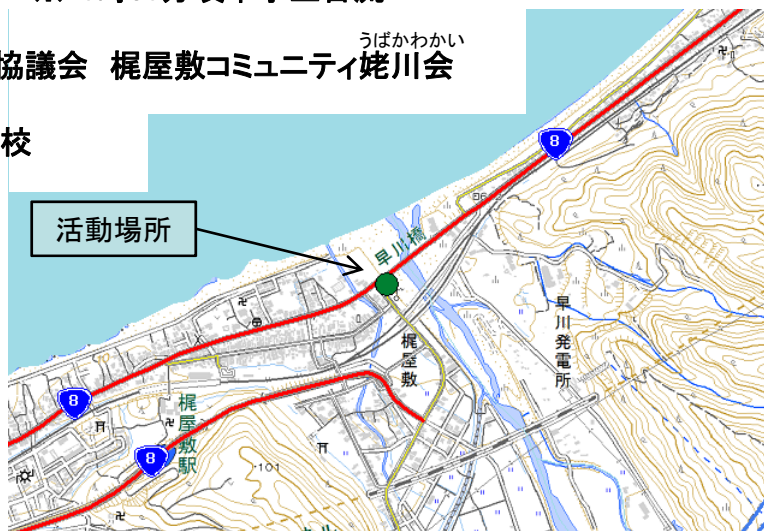 うばかわかい
協議会 梶屋敷コミュニティ姥川会
校
活動場所
8
早川橋
早川発電所
梶屋敷
8
梶屋敷駅
8
・101